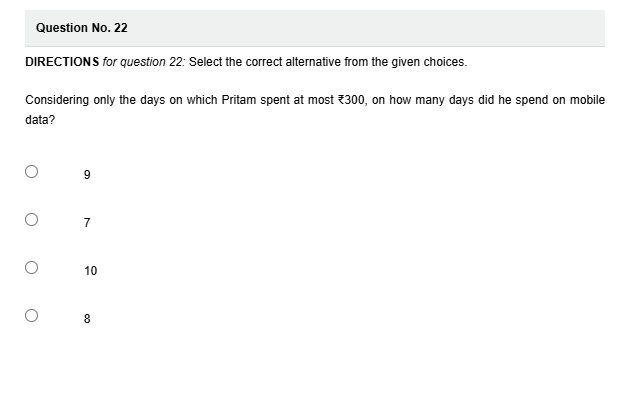 Question No. 22
DIRECTIONS for question 22: Select the correct alternative from the given choices.
Considering only the days on which Pritam spent at most ₹300, on how many days did he spend on mobile
data?
9
7
10
8